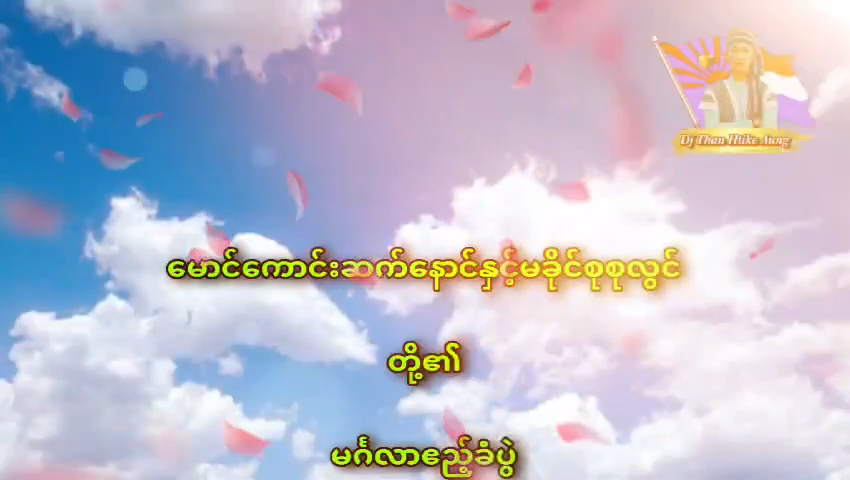 Dj Than Htike Aung
မောင်ကောင်းဆက်နောင်နှင့်မခိုင်စုစုလွင်
တို့၏
မင်္ဂလာဧည့်ခံပွဲ